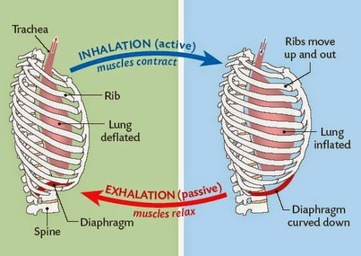 Trachea
INHALATION (active)
muscles contract
Ribs move
up and out
Rib
Lung
deflated
Lung
inflated
EXHALATION (passive)
muscles relax
Diaphragm
Spine
Diaphragm
curved down